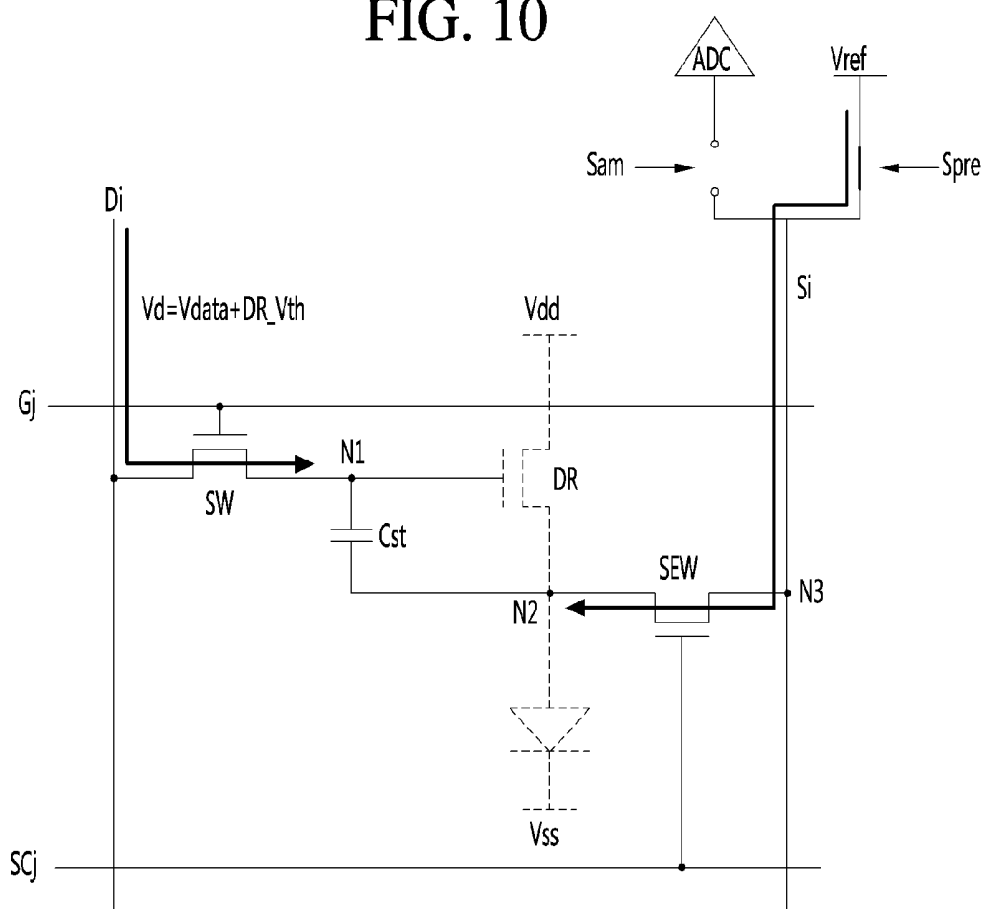 FIG. 10
ADC
Vref
Sam
Spre
Di
Si
Vd=Vdata+DR_Vth
Vdd
Gj
N1
DR
SW
Cst
SEW
N2
N3
Vss
SCj